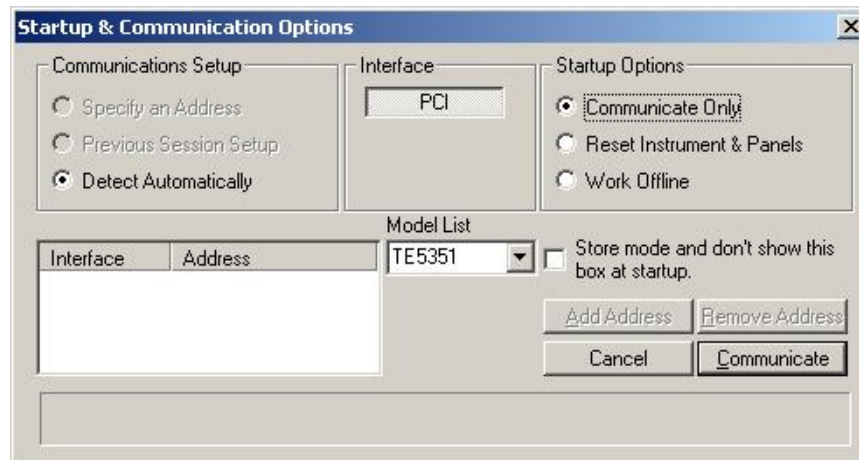 Startup & Communication Options
Communications Setup
Specify an Address
Previous Session Setup
Detect Automatically
Interface
PCI
Startup Options
Communicate Only
Reset Instrument & Panels
Work Offline
Interface Address
Model List
TE5351
Store mode and don't show this
box at startup.
Add Address Remove Address
Cancel Communicate